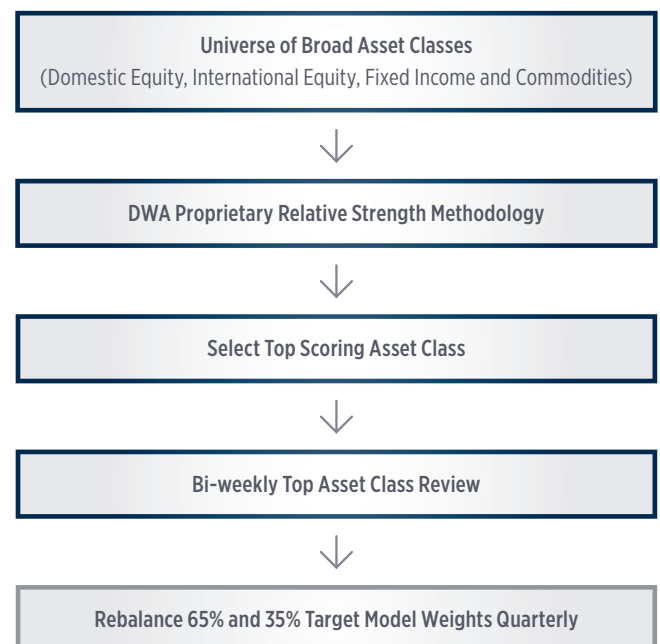 Universe of Broad Asset Classes
(Domestic Equity, International Equity, Fixed Income and Commodities)
DWA Proprietary Relative Strength Methodology
Select Top Scoring Asset Class
Bi-weekly Top Asset Class Review
Rebalance 65% and 35% Target Model Weights Quarterly